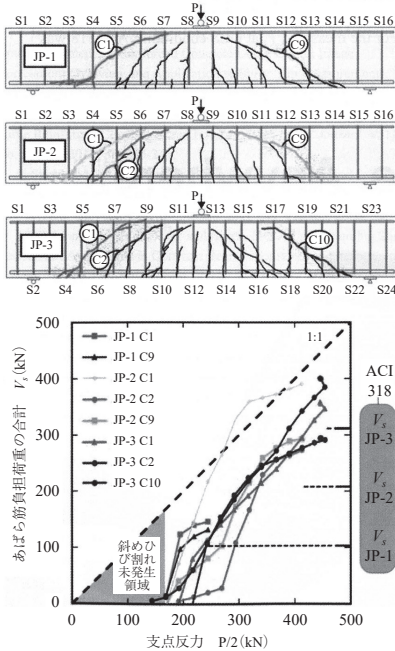 P
S1 S2 S3 S4 S5 S6 S7 S8 S9 S10 S11 S12 S13 S14 S15 S16
C1
C9
JP-1
P
S1 S2 S3 S4 S5 S6 S7 S8 S9 S10 S11 S12 S13 S14 S15 S16
C1
C9
JP-2
C2
P
S1 S3 S5 S7 S9 S11 S13 S15 S17 S19 S21 S23
C1
C2
C10
JP-3
S2 S4 S6 S8 S10 S12 S14 S16 S18 S20 S22 S24
あばら筋負担荷重の合計 Vs(kN)
500
400
300
200
100
0
JP-1 C1
JP-1 C9
JP-2 C1
JP-2 C2
JP-2 C9
JP-3 C1
JP-3 C2
JP-3 C10
1:1
斜めひ
び割れ
未発生
領域
ACI
318
Vs
JP-3
Vs
JP-2
Vs
JP-1
0 100 200 300 400 500
支点反力 P/2(kN)